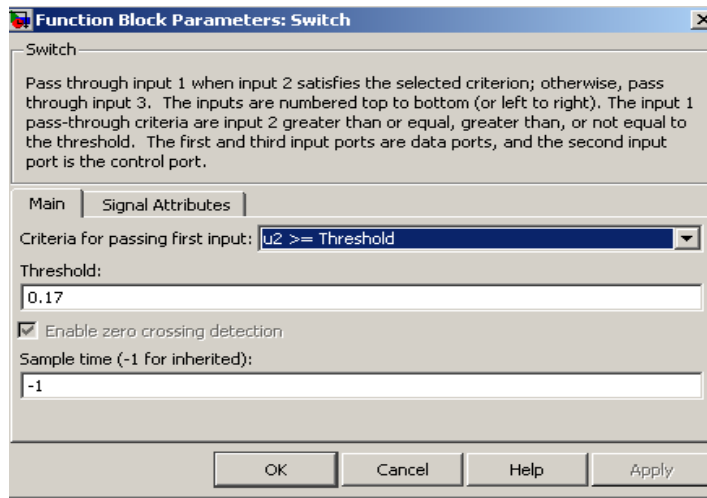 Function Block Parameters: Switch
Switch
Pass through input 1 when input 2 satisfies the selected criterion; otherwise, pass
through input 3.  The inputs are numbered top to bottom (or left to right). The input 1
pass-through criteria are input 2 greater than or equal, greater than, or not equal to
the threshold.  The first and third input ports are data ports, and the second input
port is the control port.
Main Signal Attributes
Criteria for passing first input: u2 >= Threshold
Threshold:
0.17
Enable zero crossing detection
Sample time (-1 for inherited):
-1
OK Cancel Help Apply